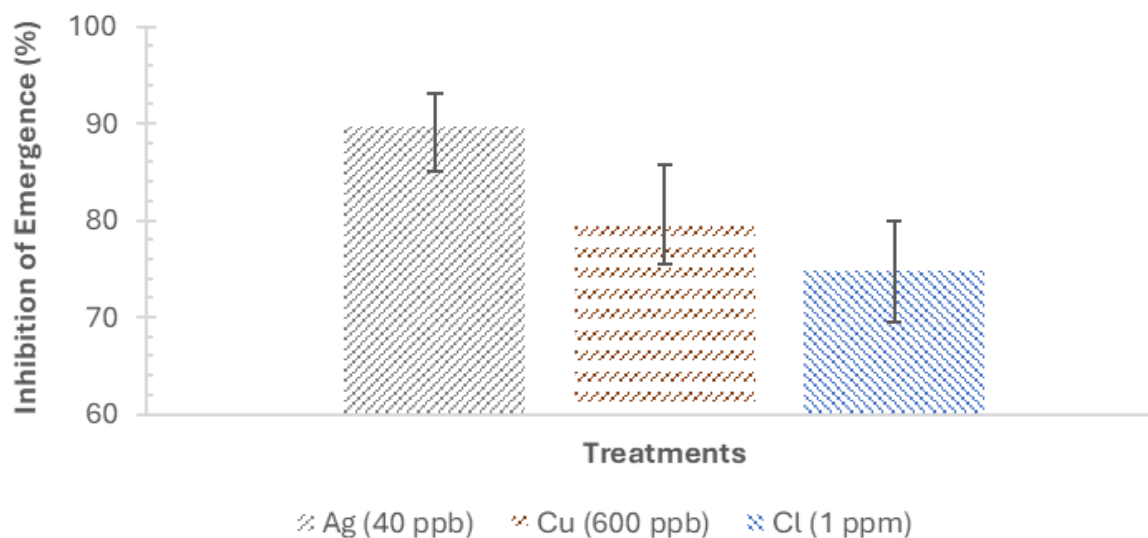 Inhibition of Emergence (%)
100
90
80
70
60
Treatments
Ag (40 ppb) Cu (600 ppb) Cl (1 ppm)